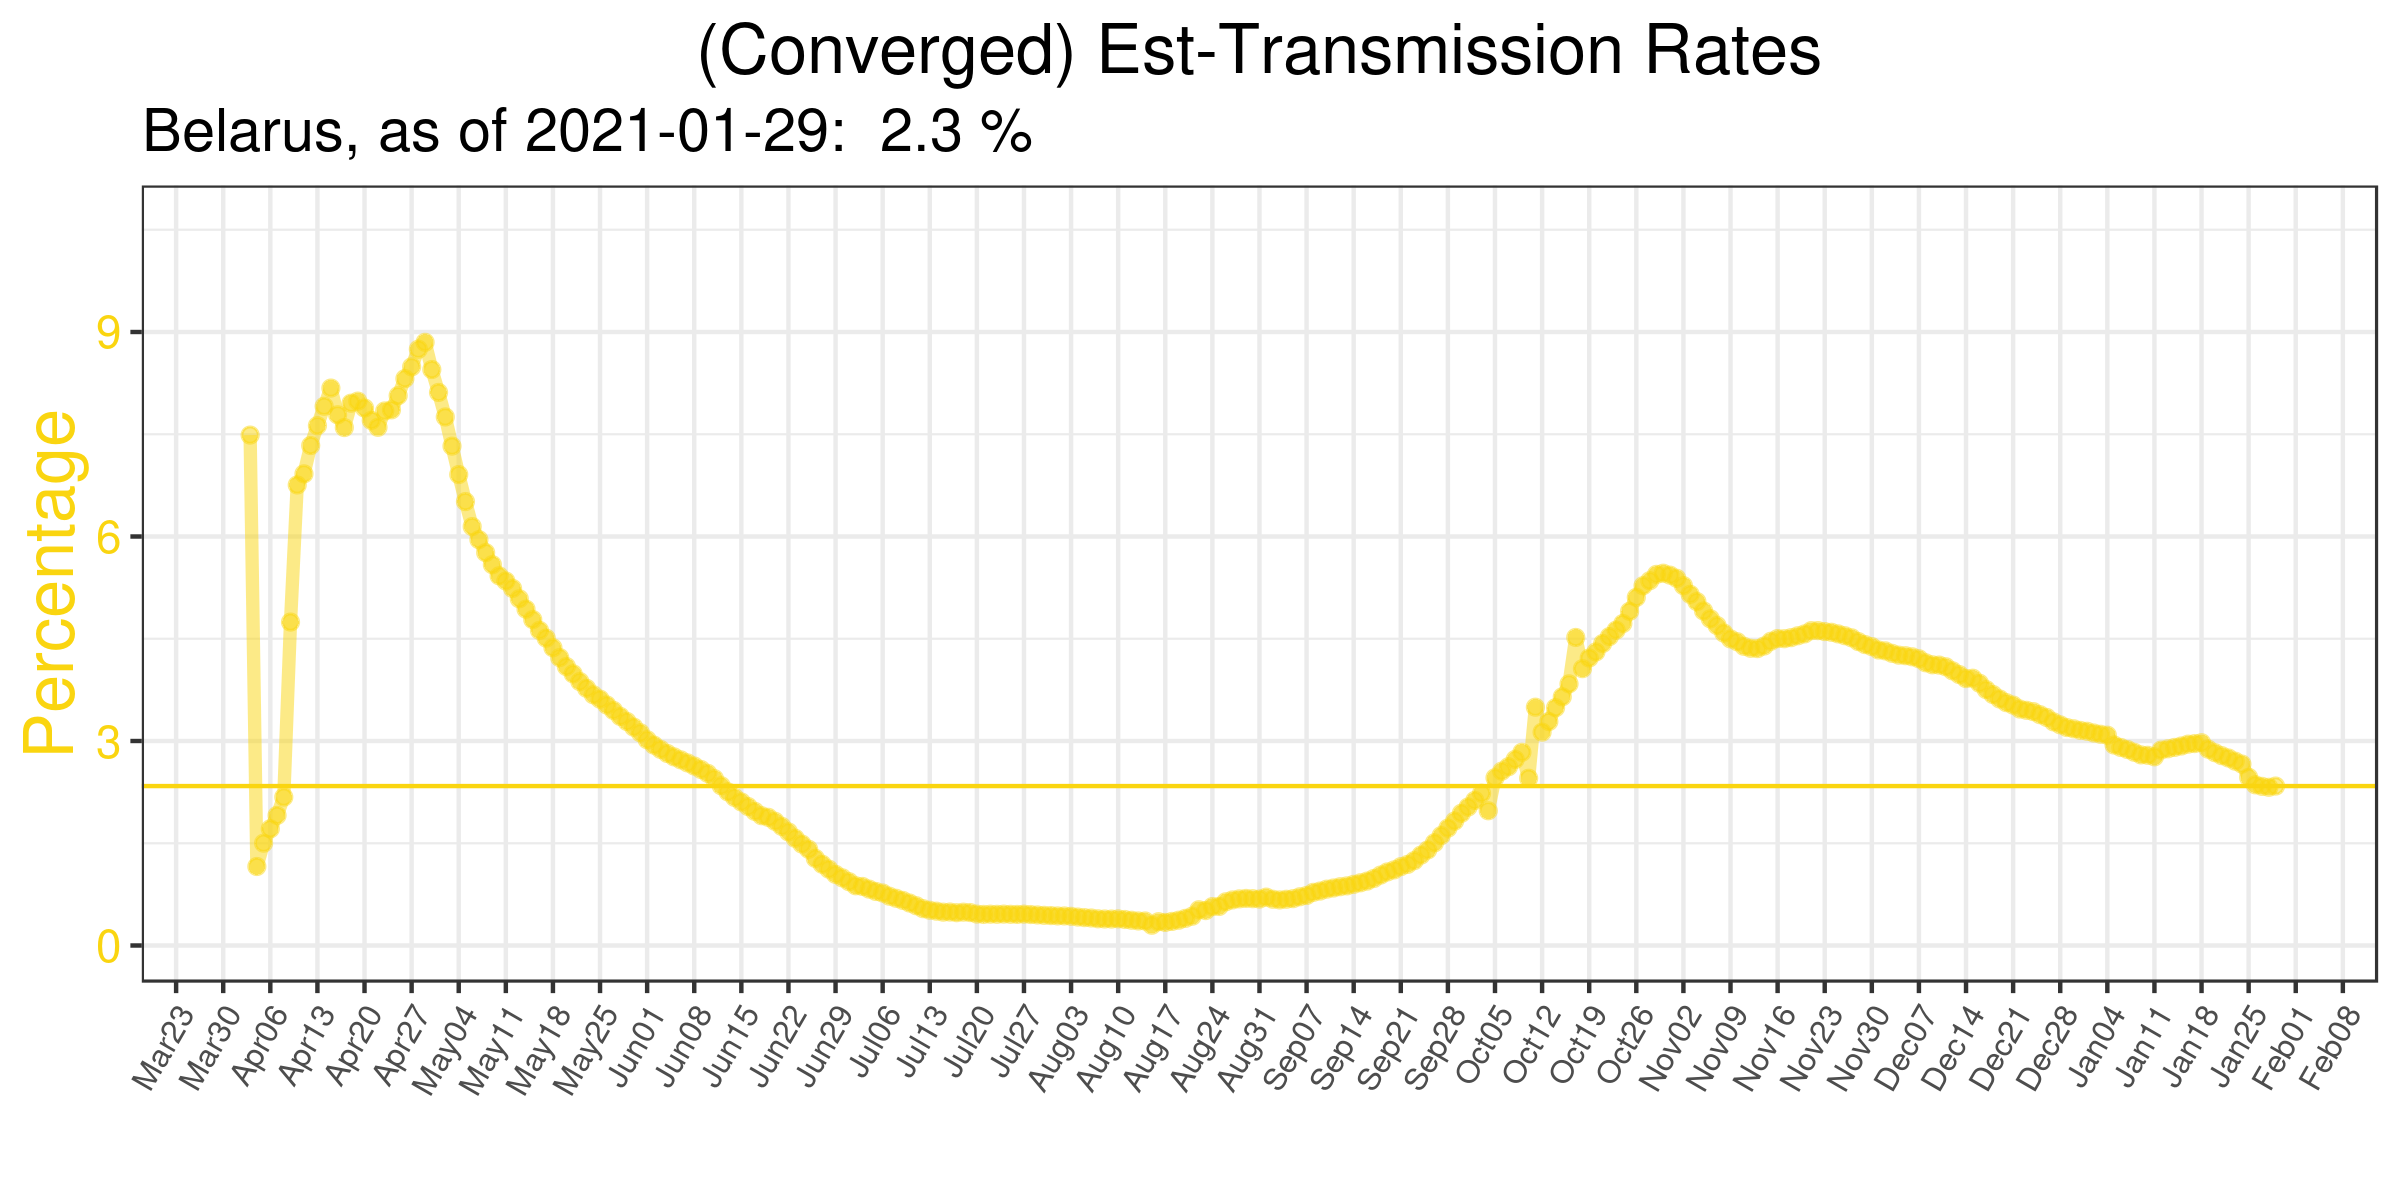 (Converged) Est-Transmission Rates
Belarus, as of 2021-01-29:  2.3 %
Percentage
9
6
3
0
Mar23
Mar30
Apr06
Apr13
Apr20
Apr27
May04
May11
May18
May25
Jun01
Jun08
Jun15
Jun22
Jun29
Jul06
Jul13
Jul20
Jul27
Aug03
Aug10
Aug17
Aug24
Aug31
Sep07
Sep14
Sep21
Sep28
Oct05
Oct12
Oct19
Oct26
Nov02
Nov09
Nov16
Nov23
Nov30
Dec07
Dec14
Dec21
Dec28
Jan04
Jan11
Jan18
Jan25
Feb01
Feb08